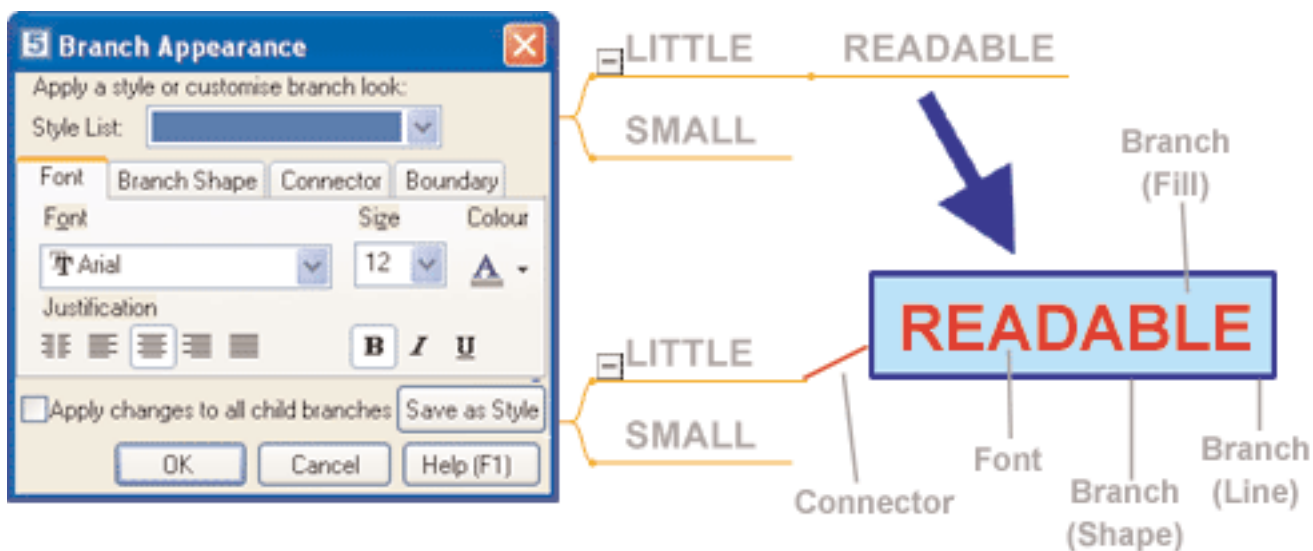 5 Branch Appearance
Apply a style or customise branch look:
Style List:
Font Branch Shape Connector Boundary
Font Size Colour
Arial 12 A
Justification
B I U
Apply changes to all child branches Save as Style
OK Cancel Help (F1)
LITTLE READABLE
SMALL
Branch
(Fill)
READABLE
LITTLE
SMALL
Connector
Font
Branch
(Shape)
Branch
(Line)